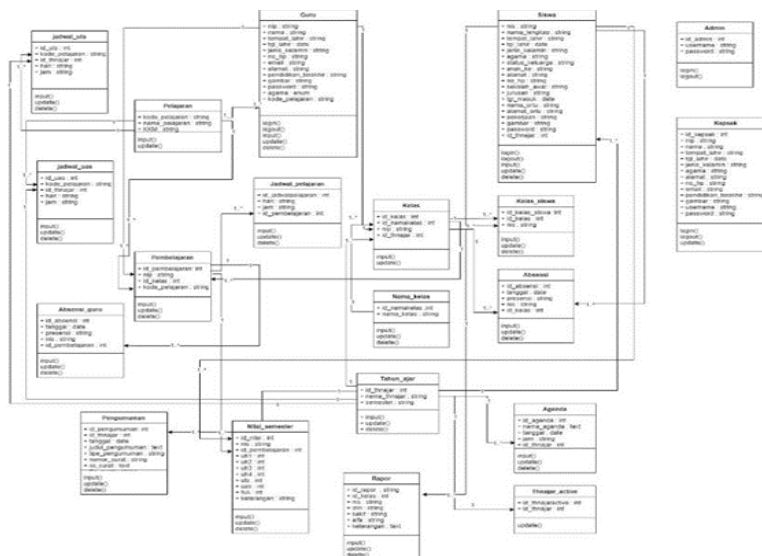 jadwal_uts
+ id_uts : int
+ kode_pelajaran : string
+ id_thnajar : int
+ hari : string
+ jam : string
input()
update()
delete()
Pelajaran
+ kode_pelajaran : string
+ nama_pelajaran : string
+ KKM : string
input()
update()
Guru
+ nip : string
+ nama : string
+ tempat_lahir : string
+ tgl_lahir : date
+ jenis_kelamin : string
+ no_hp : string
+ email : string
+ alamat : string
+ pendidikan_terakhir : string
+ gambar : string
+ password : string
+ agama : enum
+ kode_pelajaran : string
login()
logout()
input()
update()
delete()
Siswa
+ nis : string
+ nama_lengkap : string
+ tempat_lahir : string
+ tgl_lahir : date
+ jenis_kelamin : string
+ agama : string
+ status_keluarga : string
+ anak_ke : string
+ alamat : string
+ no_hp : string
+ sekolah_awal : string
+ jurusan : string
+ tgl_masuk : date
+ nama_ortu : string
+ alamat_ortu : string
+ pekerjaan : string
+ gambar : string
+ password : string
+ id_thnajar : int
login()
logout()
input()
update()
delete()
Admin
+ id_admin : int
+ username : string
+ password : string
login()
logout()
Kepsek
+ id_kepsek : int
+ nip : string
+ nama : string
+ tempat_lahir : string
+ tgl_lahir : date
+ jenis_kelamin : string
+ agama : string
+ alamat : string
+ no_hp : string
+ email : string
+ pendidikan_terakhir : string
+ gambar : string
+ username : string
+ password : string
login()
logout()
jadwal_uas
+ id_uas : int
+ kode_pelajaran : string
+ id_thnajar : int
+ hari : string
+ jam : string
input()
update()
delete()
Jadwal_pelajaran
+ id_jadwalpelajaran : int
+ hari : string
+ jam : string
+ id_pembelajaran : int
input()
update()
delete()
Kelas
+ id_kelas : int
+ id_namakelas : int
+ nip : string
+ id_thnajar : int
input()
update()
Kelas_siswa
+ id_kelas_siswa : int
+ id_kelas : int
+ nis : string
input()
update()
Pembelajaran
+ id_pembelajaran : int
+ nip : string
+ id_kelas : int
+ kode_pelajaran : string
input()
update()
delete()
Absensi
+ id_absensi : int
+ tanggal : date
+ presensi : string
+ nis : string
+ id_kelas : int
input()
update()
delete()
Absensi_guru
+ id_absensi : int
+ tanggal : date
+ presensi : string
+ id_pembelajaran : int
input()
update()
delete()
Nama_kelas
+ id_namakelas : int
+ nama_kelas : string
input()
update()
delete()
Tahun_ajar
+ id_thnajar : int
+ nama_thnajar : string
+ semester : string
input()
update()
delete()
Pengumuman
+ id_pengumuman : int
+ id_thnajar : int
+ tanggal : date
+ judul_pengumuman : text
+ nomor_surat : string
input()
update()
delete()
Nilai_semester
+ id_nilai : int
+ nis : string
+ id_pembelajaran : int
+ uh1 : int
+ uh2 : int
+ uh3 : int
+ uh4 : int
+ uts : int
+ uas : int
+ keterangan : string
input()
update()
delete()
Agenda
+ id_agenda : int
+ nama_agenda : text
+ tanggal : date
+ jam : string
+ id_thnajar : int
input()
update()
delete()
Rapor
+ id_rapor : string
+ id_kelas : int
+ nis : string
+ izin : string
+ sakit : string
+ alfa : string
+ keterangan : text
input()
update()
delete()
Thnajar_active
+ id_thnajaractive : int
+ id_thnajar : int
update()